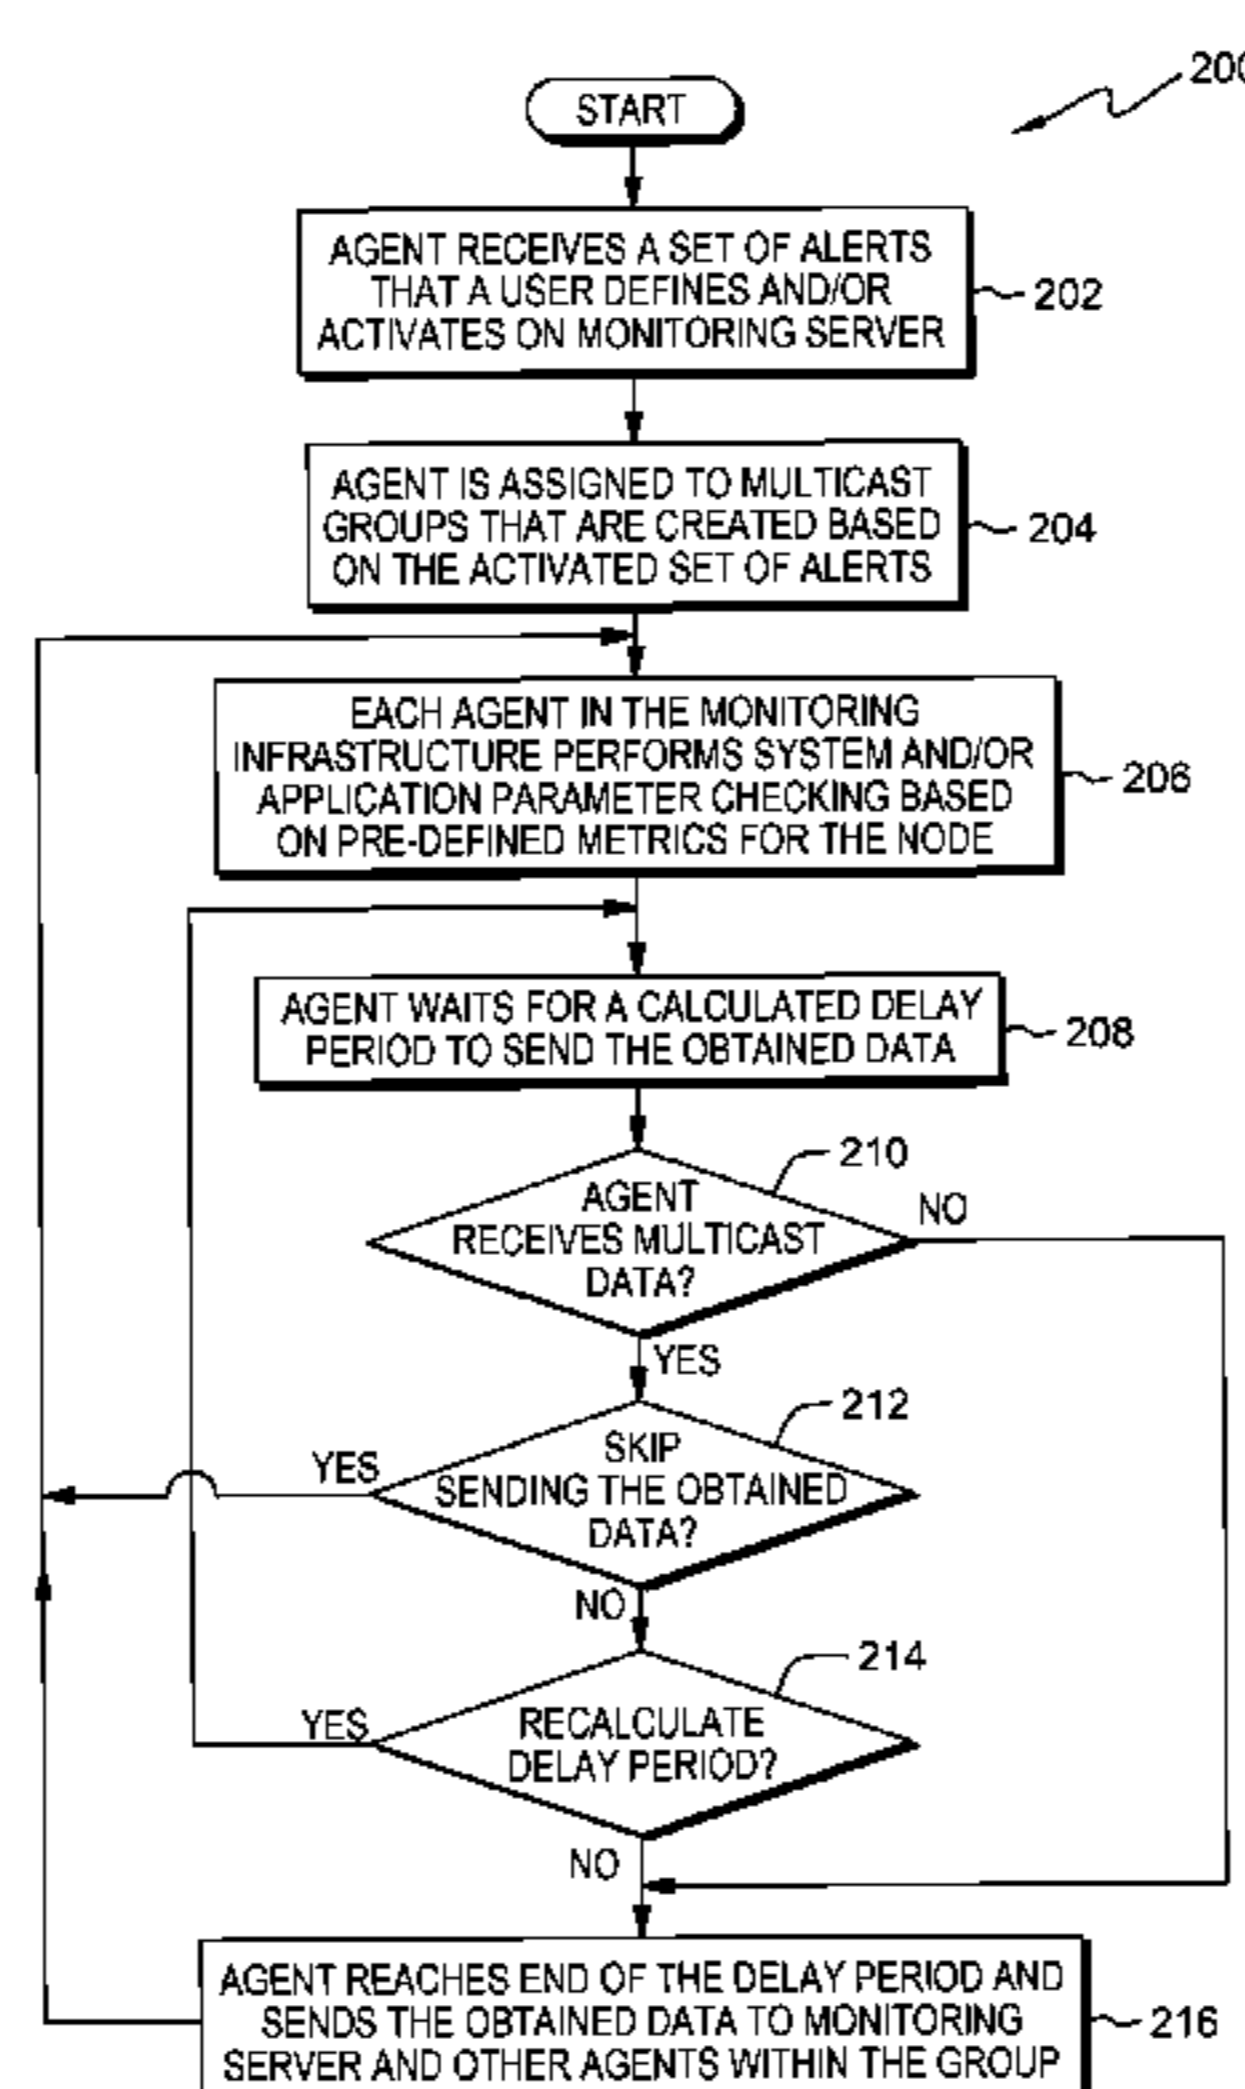 200
START
AGENT RECEIVES A SET OF ALERTS
THAT A USER DEFINES AND/OR
ACTIVATES ON MONITORING SERVER
202
AGENT IS ASSIGNED TO MULTICAST
GROUPS THAT ARE CREATED BASED
ON THE ACTIVATED SET OF ALERTS
204
EACH AGENT IN THE MONITORING
INFRASTRUCTURE PERFORMS SYSTEM AND/OR
APPLICATION PARAMETER CHECKING BASED
ON PRE-DEFINED METRICS FOR THE NODE
206
AGENT WAITS FOR A CALCULATED DELAY
PERIOD TO SEND THE OBTAINED DATA
208
210
AGENT
RECEIVES MULTICAST
DATA?
NO
YES
212
SKIP
SENDING THE OBTAINED
DATA?
YES
NO
214
RECALCULATE
DELAY PERIOD?
YES
NO
AGENT REACHES END OF THE DELAY PERIOD AND
SENDS THE OBTAINED DATA TO MONITORING
SERVER AND OTHER AGENTS WITHIN THE GROUP
216